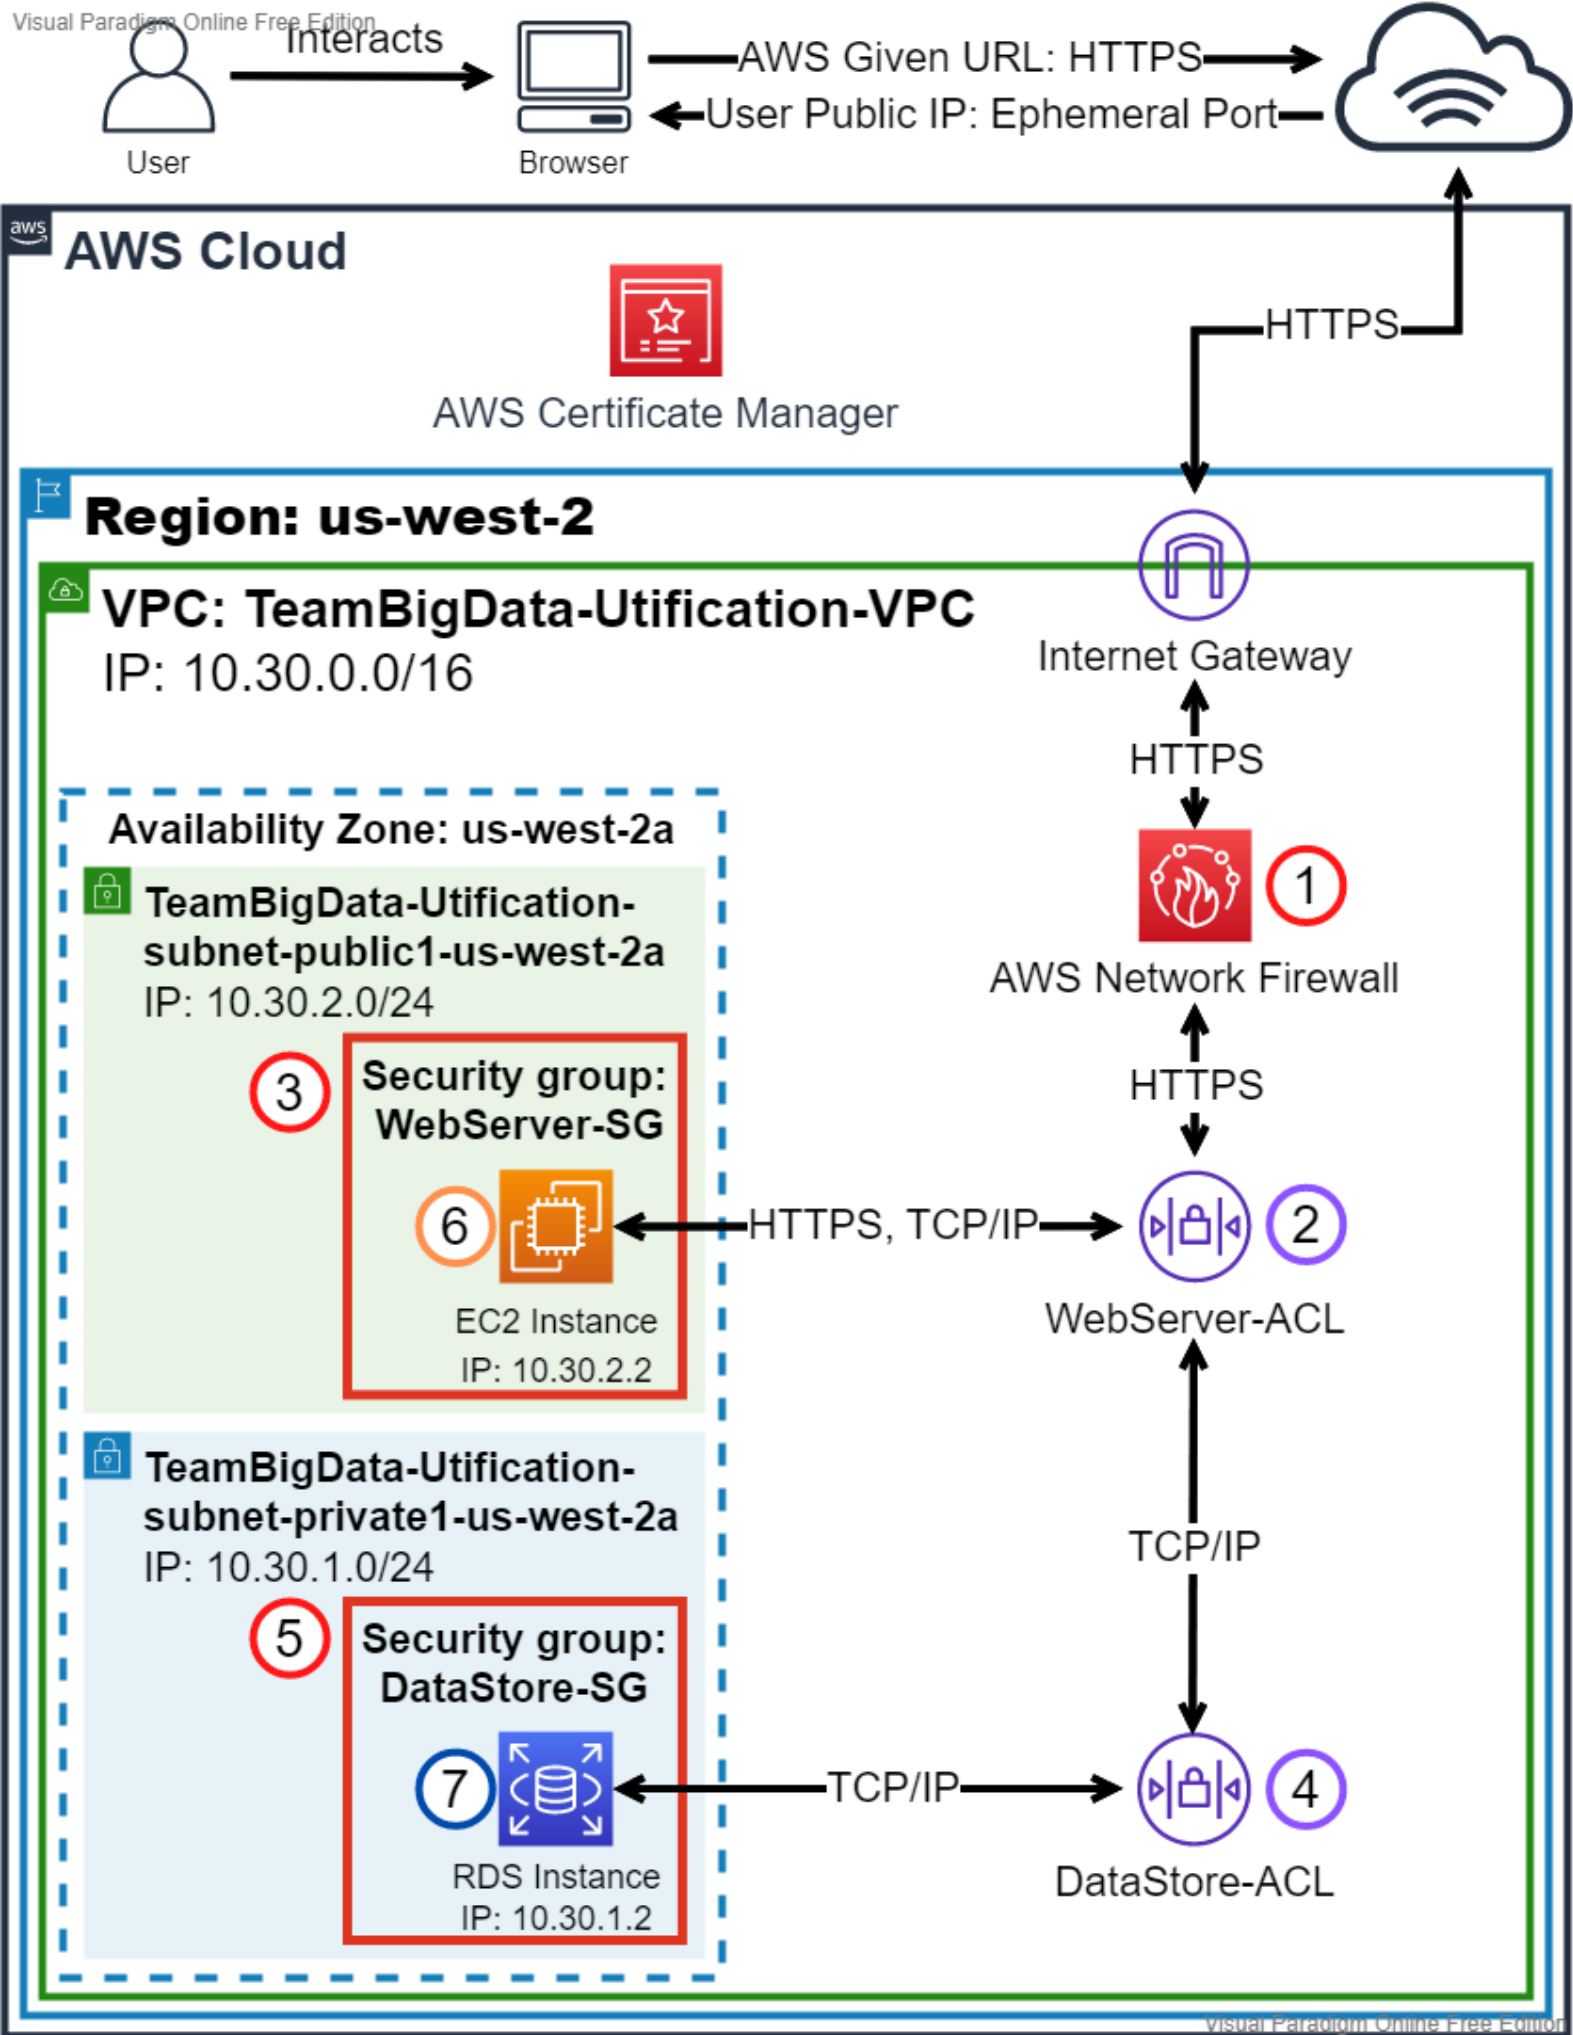 Visual Paradigm Online Free Edition
Interacts
AWS Given URL: HTTPS
User Public IP: Ephemeral Port
User
Browser
aws
AWS Cloud
HTTPS
AWS Certificate Manager
Region: us-west-2
VPC: TeamBigData-Utification-VPC
IP: 10.30.0.0/16
Internet Gateway
HTTPS
Availability Zone: us-west-2a
1
TeamBigData-Utification-
subnet-public1-us-west-2a
IP: 10.30.2.0/24
AWS Network Firewall
HTTPS
3
Security group:
WebServer-SG
6
HTTPS, TCP/IP
2
EC2 Instance
IP: 10.30.2.2
WebServer-ACL
TeamBigData-Utification-
subnet-private1-us-west-2a
IP: 10.30.1.0/24
TCP/IP
5
Security group:
DataStore-SG
7
TCP/IP
4
RDS Instance
IP: 10.30.1.2
DataStore-ACL
Visual Paradigm Online Free Edition